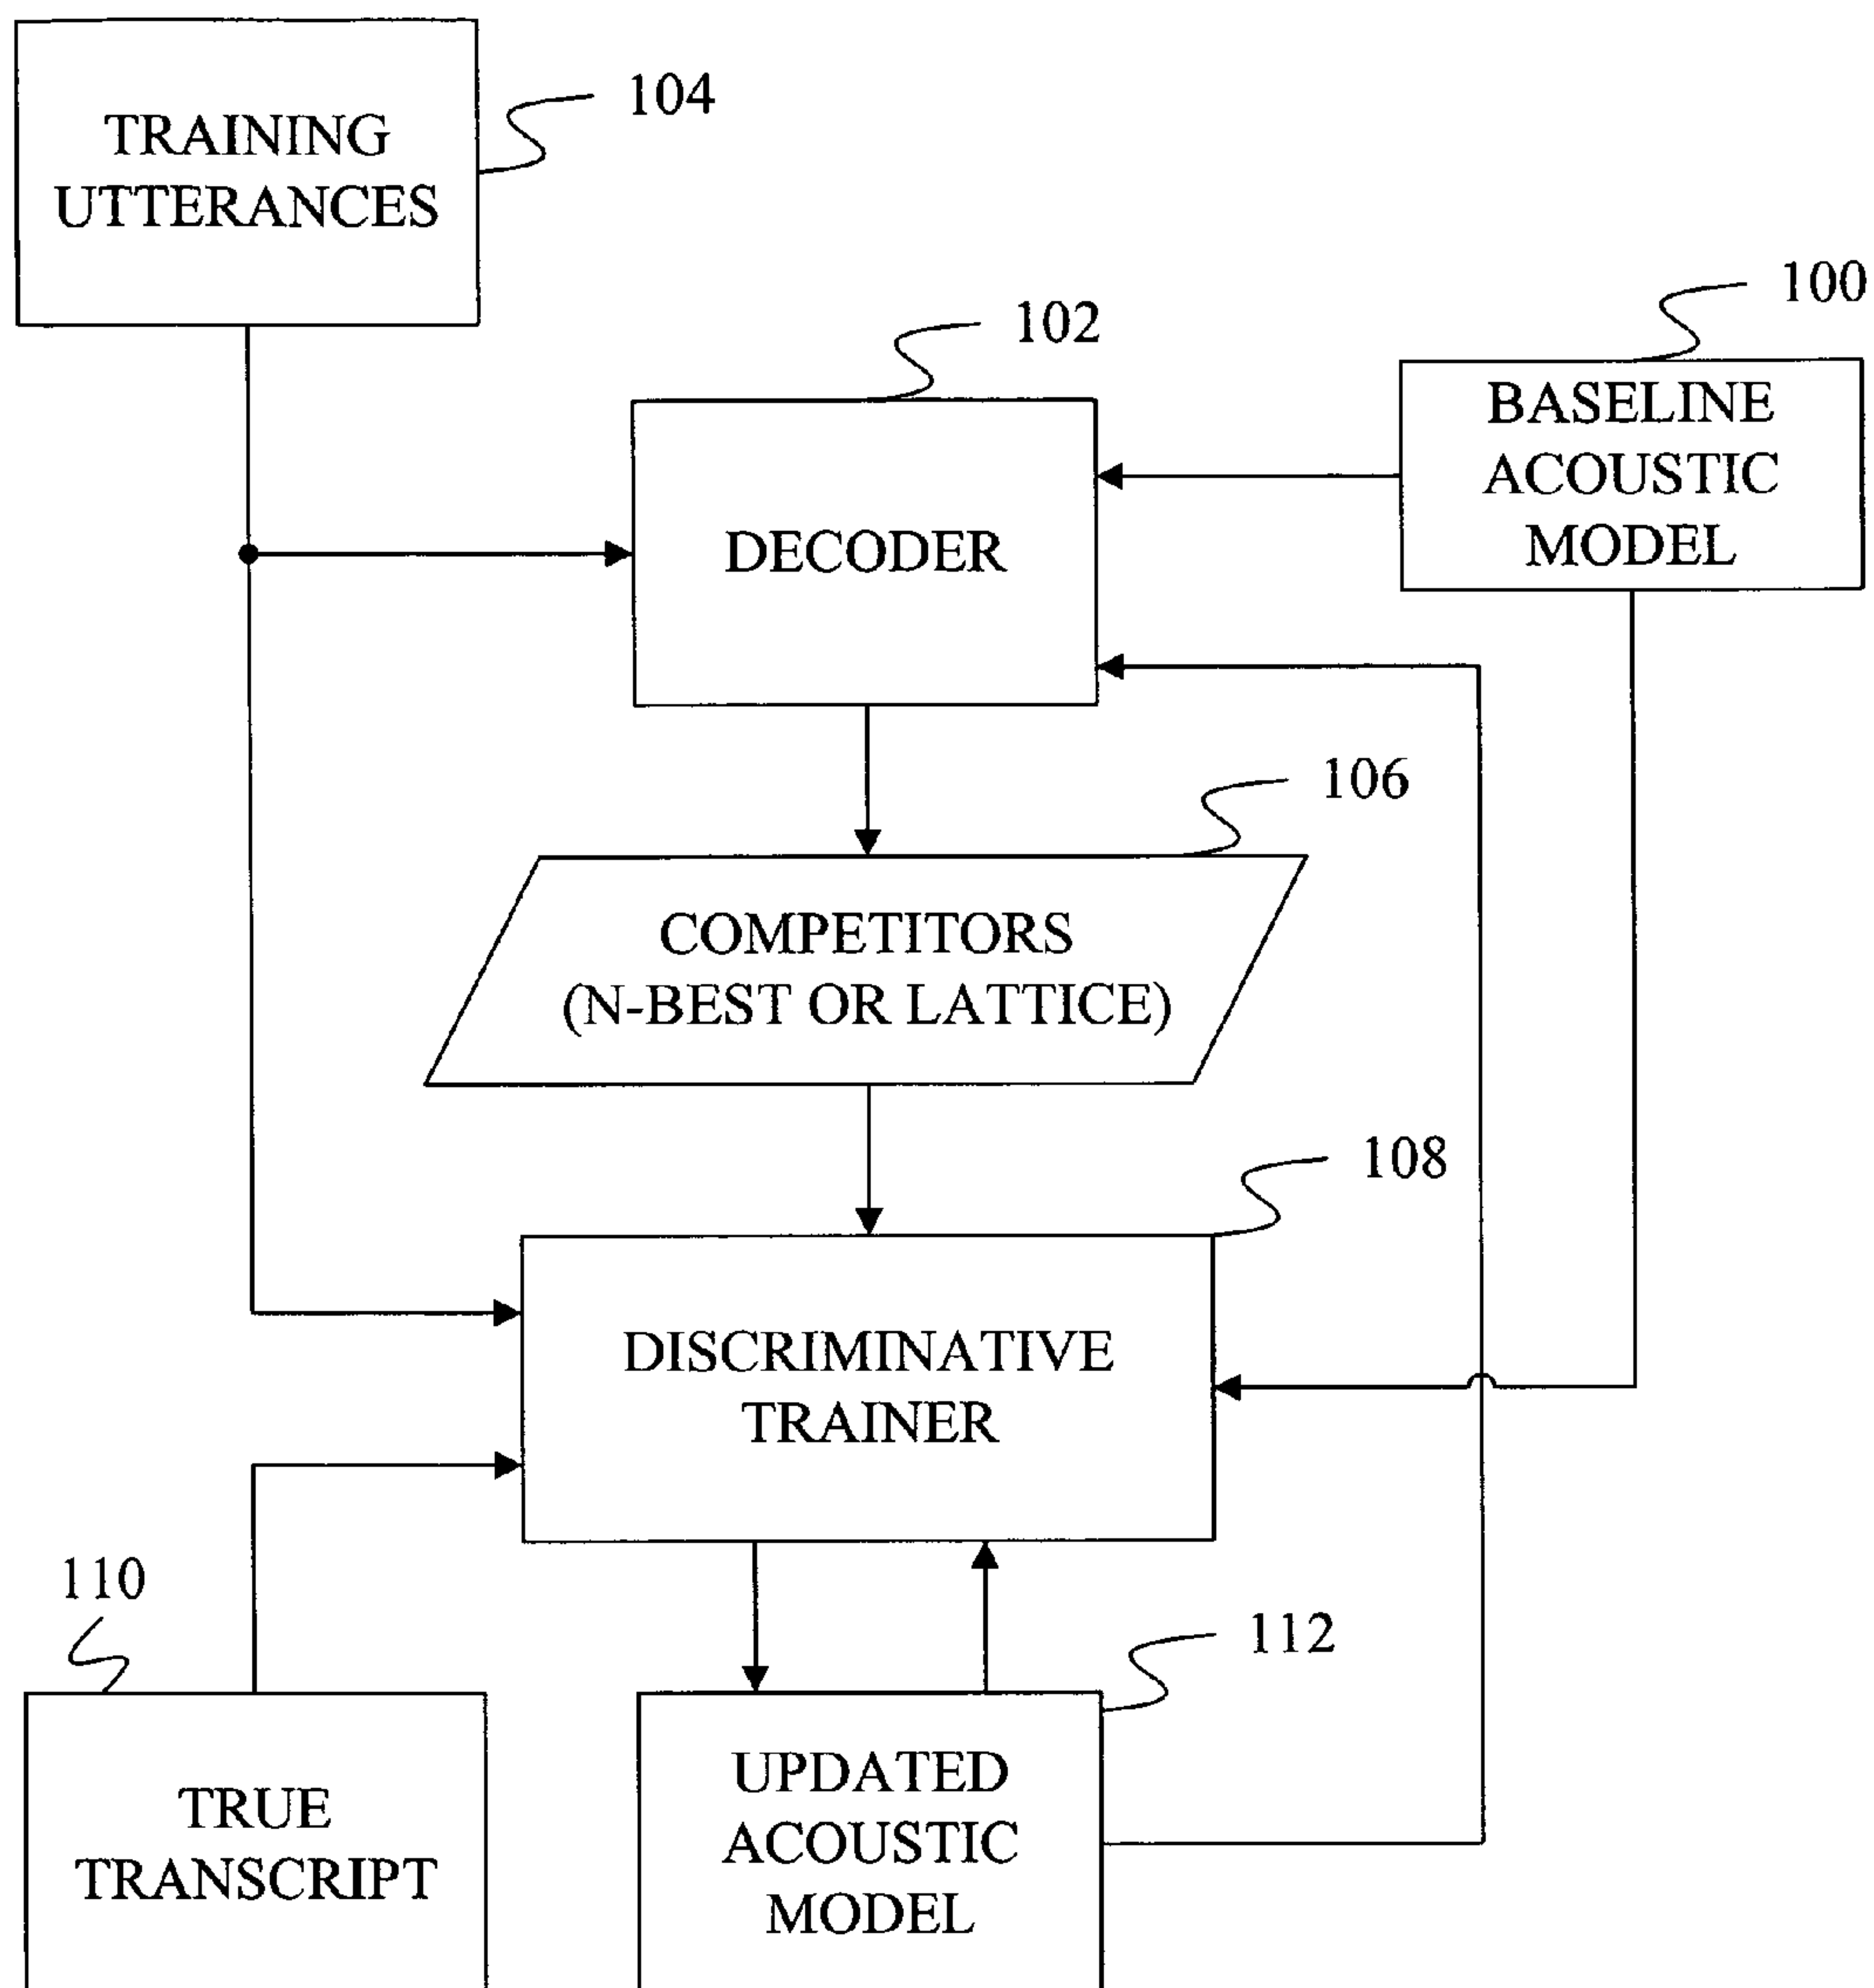 104
TRAINING
UTTERANCES
100
102
BASELINE
ACOUSTIC
MODEL
DECODER
106
COMPETITORS
(N-BEST OR LATTICE)
108
DISCRIMINATIVE
TRAINER
110
112
TRUE
TRANSCRIPT
UPDATED
ACOUSTIC
MODEL